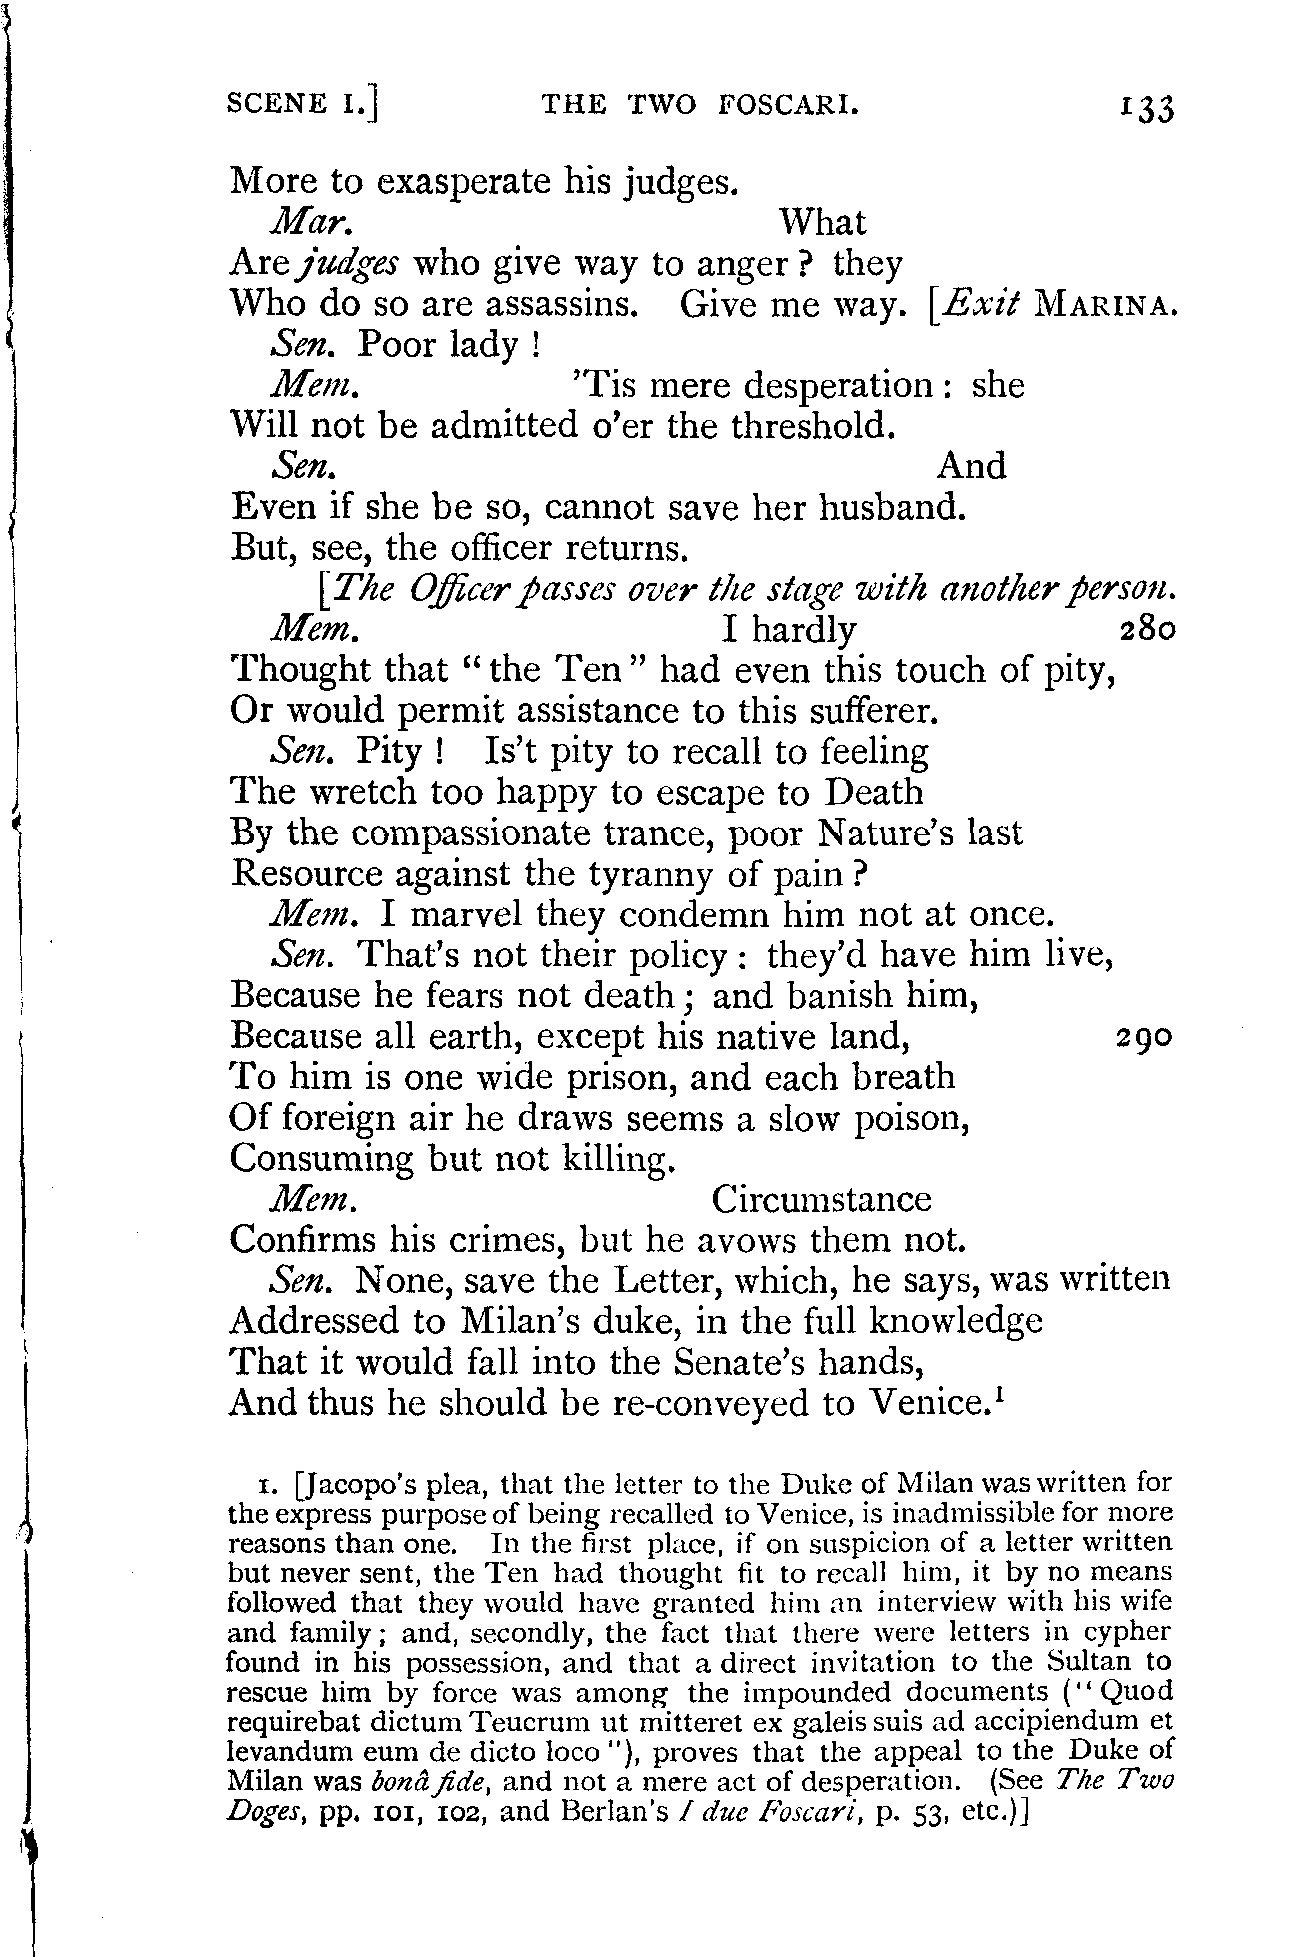 SCENE I.] THE TWO FOSCARI. 133
More to exasperate his judges.
Mar. What
Are judges who give way to anger? they
Who do so are assassins. Give me way. [Exit MARINA.
Sen. Poor lady!
Mem. 'Tis mere desperation: she
Will not be admitted o'er the threshold.
Sen. And
Even if she be so, cannot save her husband.
But, see, the officer returns.
[The Officer passes over the stage with another person.
Mem. I hardly 280
Thought that "the Ten" had even this touch of pity,
Or would permit assistance to this sufferer.
Sen. Pity! Is't pity to recall to feeling
The wretch too happy to escape to Death
By the compassionate trance, poor Nature's last
Resource against the tyranny of pain?
Mem. I marvel they condemn him not at once.
Sen. That's not their policy: they'd have him live,
Because he fears not death; and banish him,
Because all earth, except his native land, 290
To him is one wide prison, and each breath
Of foreign air he draws seems a slow poison,
Consuming but not killing.
Mem. Circumstance
Confirms his crimes, but he avows them not.
Sen. None, save the Letter, which, he says, was written
Addressed to Milan's duke, in the full knowledge
That it would fall into the Senate's hands,
And thus he should be re-conveyed to Venice.¹
1. [Jacopo's plea, that the letter to the Duke of Milan was written for
the express purpose of being recalled to Venice, is inadmissible for more
reasons than one. In the first place, if on suspicion of a letter written
but never sent, the Ten had thought fit to recall him, it by no means
followed that they would have granted him an interview with his wife
and family; and, secondly, the fact that there were letters in cypher
found in his possession, and that a direct invitation to the Sultan to
rescue him by force was among the impounded documents ("Quod
requirebat dictum Teucrum ut mitteret ex galeis suis ad accipiendum et
levandum eum de dicto loco"), proves that the appeal to the Duke of
Milan was bonâ fide, and not a mere act of desperation. (See The Two
Doges, pp. 101, 102, and Berlan's I due Foscari, p. 53, etc.)]